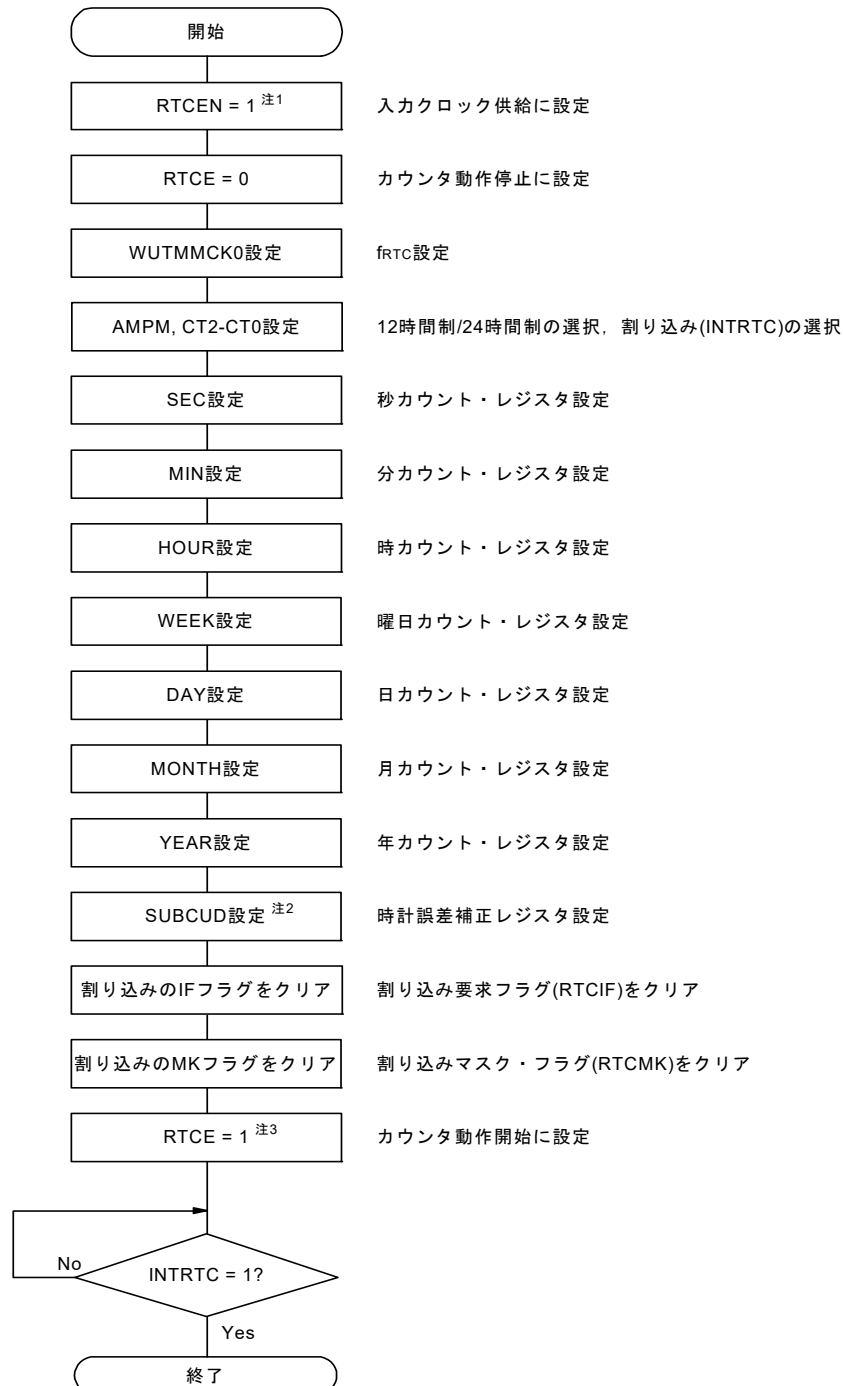 開始
RTCEN = 1 注1 入力クロック供給に設定
RTCE = 0 カウンタ動作停止に設定
WUTMMCK0設定 fRTC設定
AMPM, CT2-CT0設定 12時間制/24時間制の選択，割り込み(INTRTC)の選択
SEC設定 秒カウント・レジスタ設定
MIN設定 分カウント・レジスタ設定
HOUR設定 時カウント・レジスタ設定
WEEK設定 曜日カウント・レジスタ設定
DAY設定 日カウント・レジスタ設定
MONTH設定 月カウント・レジスタ設定
YEAR設定 年カウント・レジスタ設定
SUBCUD設定 注2 時計誤差補正レジスタ設定
割り込みのIFフラグをクリア 割り込み要求フラグ(RTCIF)をクリア
割り込みのMKフラグをクリア 割り込みマスク・フラグ(RTCMK)をクリア
RTCE = 1 注3 カウンタ動作開始に設定
No
INTRTC = 1?
Yes
終了